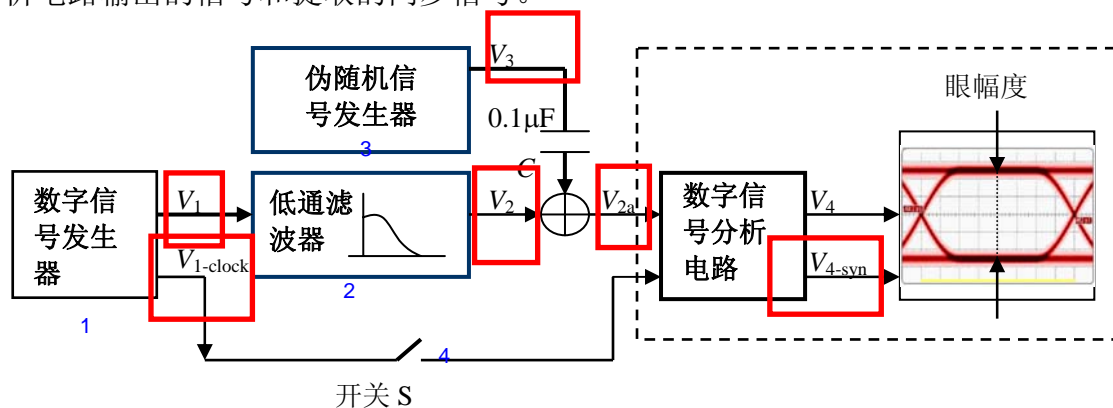 析电路输出的信号和提取的同步信号。
V3
伪随机信
号发生器
3
0.1μF
C
眼幅度
数字信
号发生
器
1
V1
V1-clock
低通滤
波器
2
V2
V2a
数字信
号分析
电路
V4
V4-syn
4
开关 S